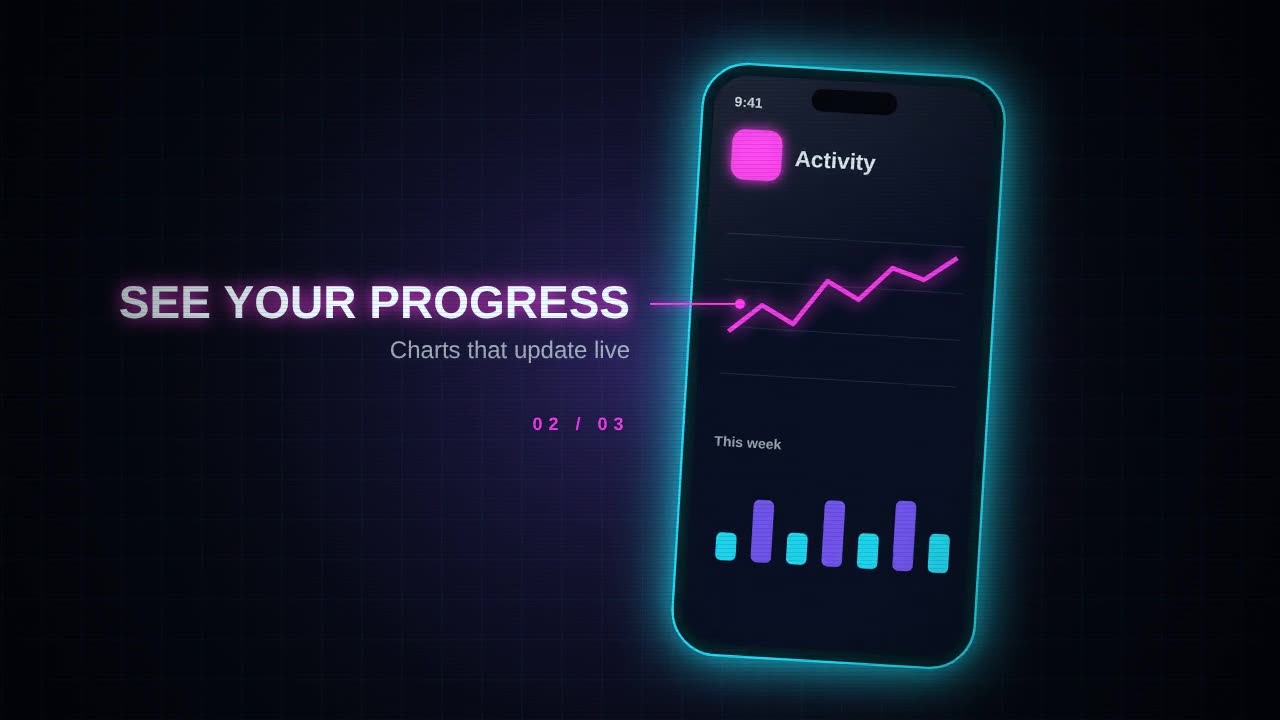 SEE YOUR PROGRESS
Charts that update live
02 / 03
9:41
Activity
This week